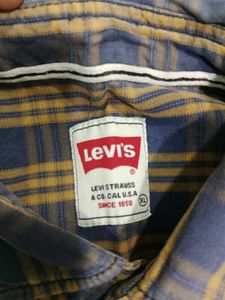 Levi's
®
LEVI STRAUSS
& CO. CAL U.S.A
SINCE 1850
XL